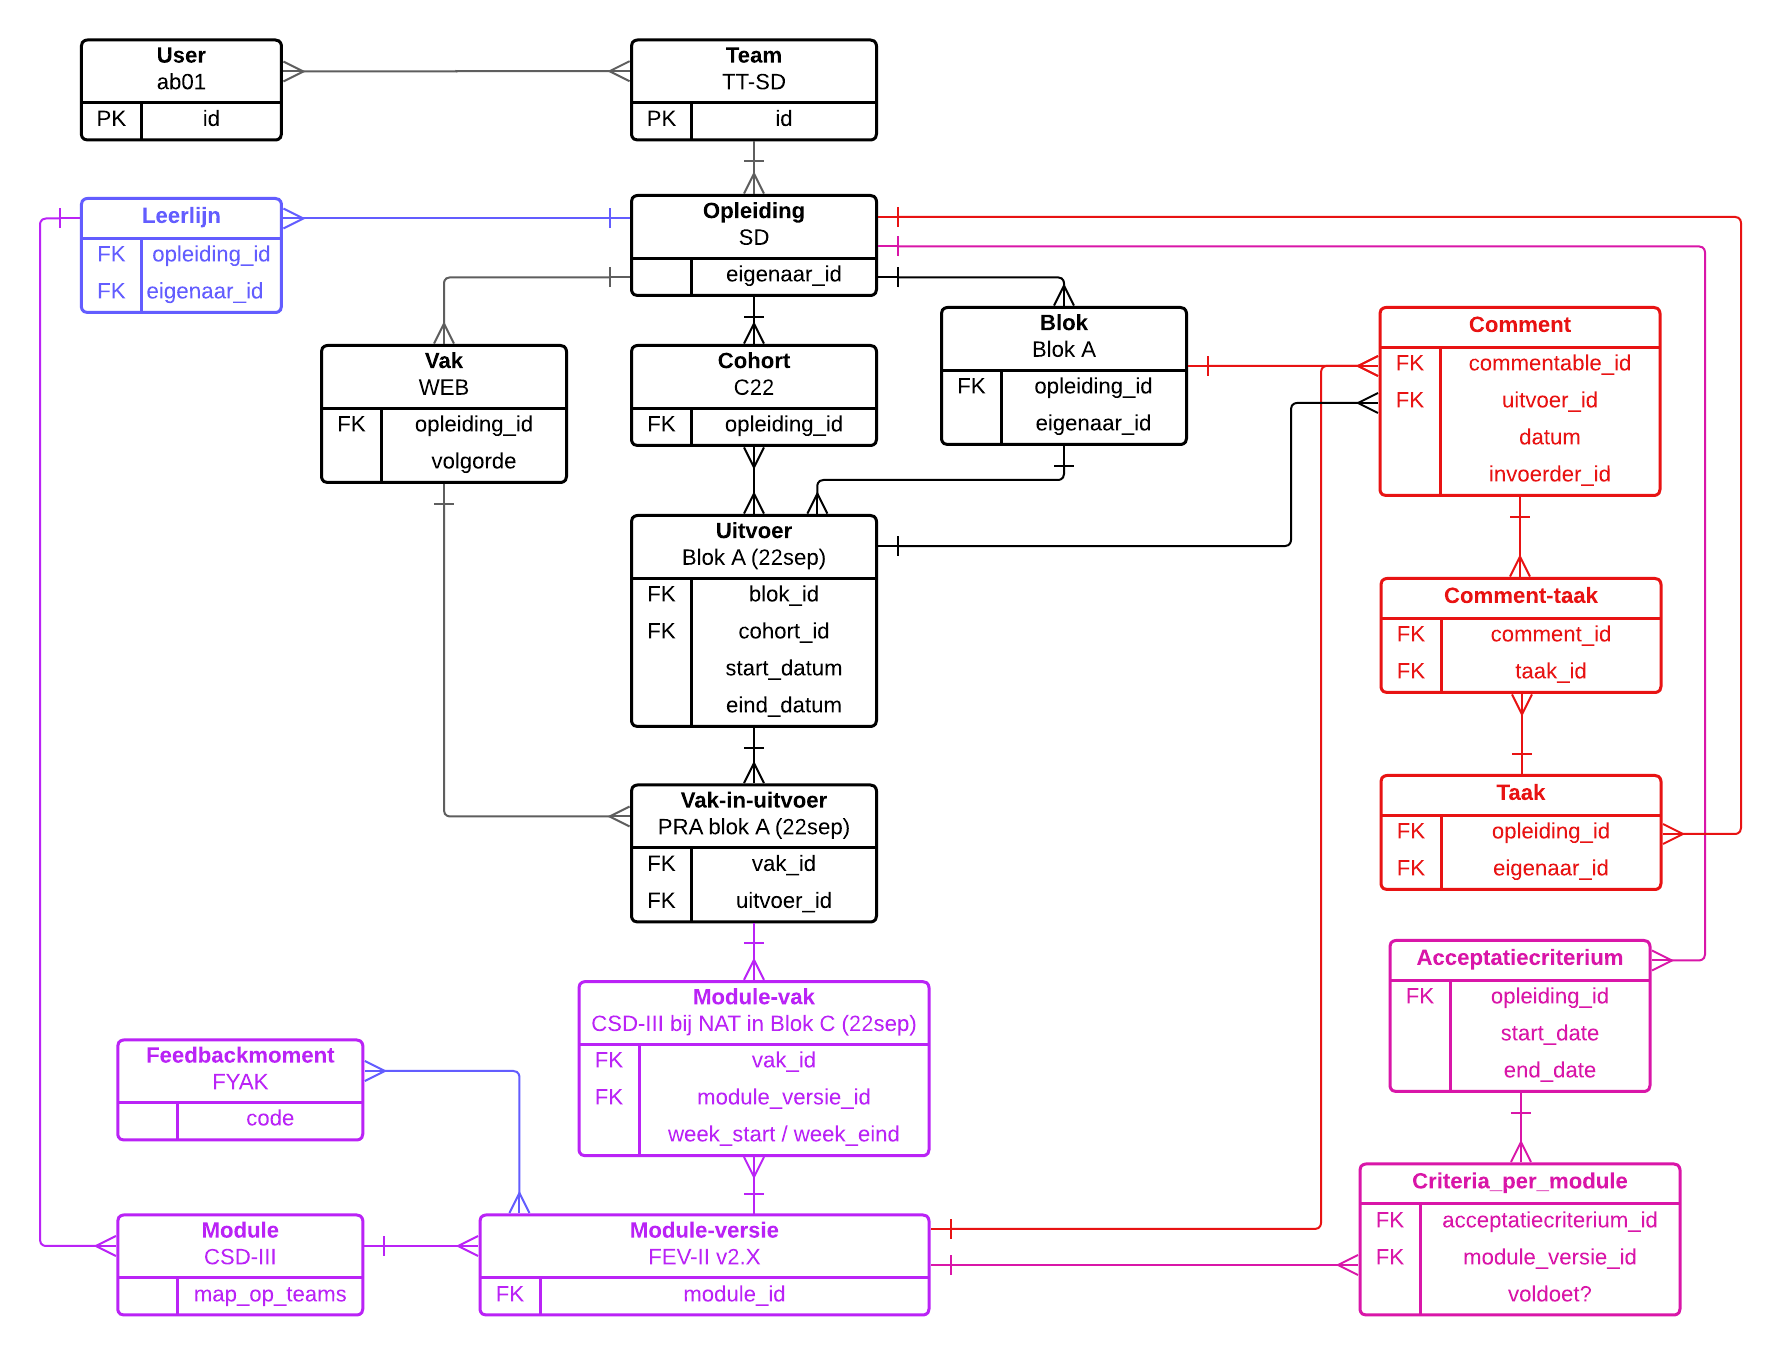 User
ab01
PK id
Team
TT-SD
PK id
Leerlijn
FK opleiding_id
FK eigenaar_id
Opleiding
SD
eigenaar_id
Vak
WEB
FK opleiding_id
volgorde
Cohort
C22
FK opleiding_id
Blok
Blok A
FK opleiding_id
eigenaar_id
Comment
FK commentable_id
FK uitvoer_id
datum
invoerder_id
Uitvoer
Blok A (22sep)
FK blok_id
FK cohort_id
start_datum
eind_datum
Comment-taak
FK comment_id
FK taak_id
Vak-in-uitvoer
PRA blok A (22sep)
FK vak_id
FK uitvoer_id
Taak
FK opleiding_id
FK eigenaar_id
Acceptatiecriterium
FK opleiding_id
start_date
end_date
Module-vak
CSD-III bij NAT in Blok C (22sep)
FK vak_id
FK module_versie_id
week_start / week_eind
Feedbackmoment
FYAK
code
Module
CSD-III
map_op_teams
Module-versie
FEV-II v2.X
FK module_id
Criteria_per_module
FK acceptatiecriterium_id
FK module_versie_id
voldoet?